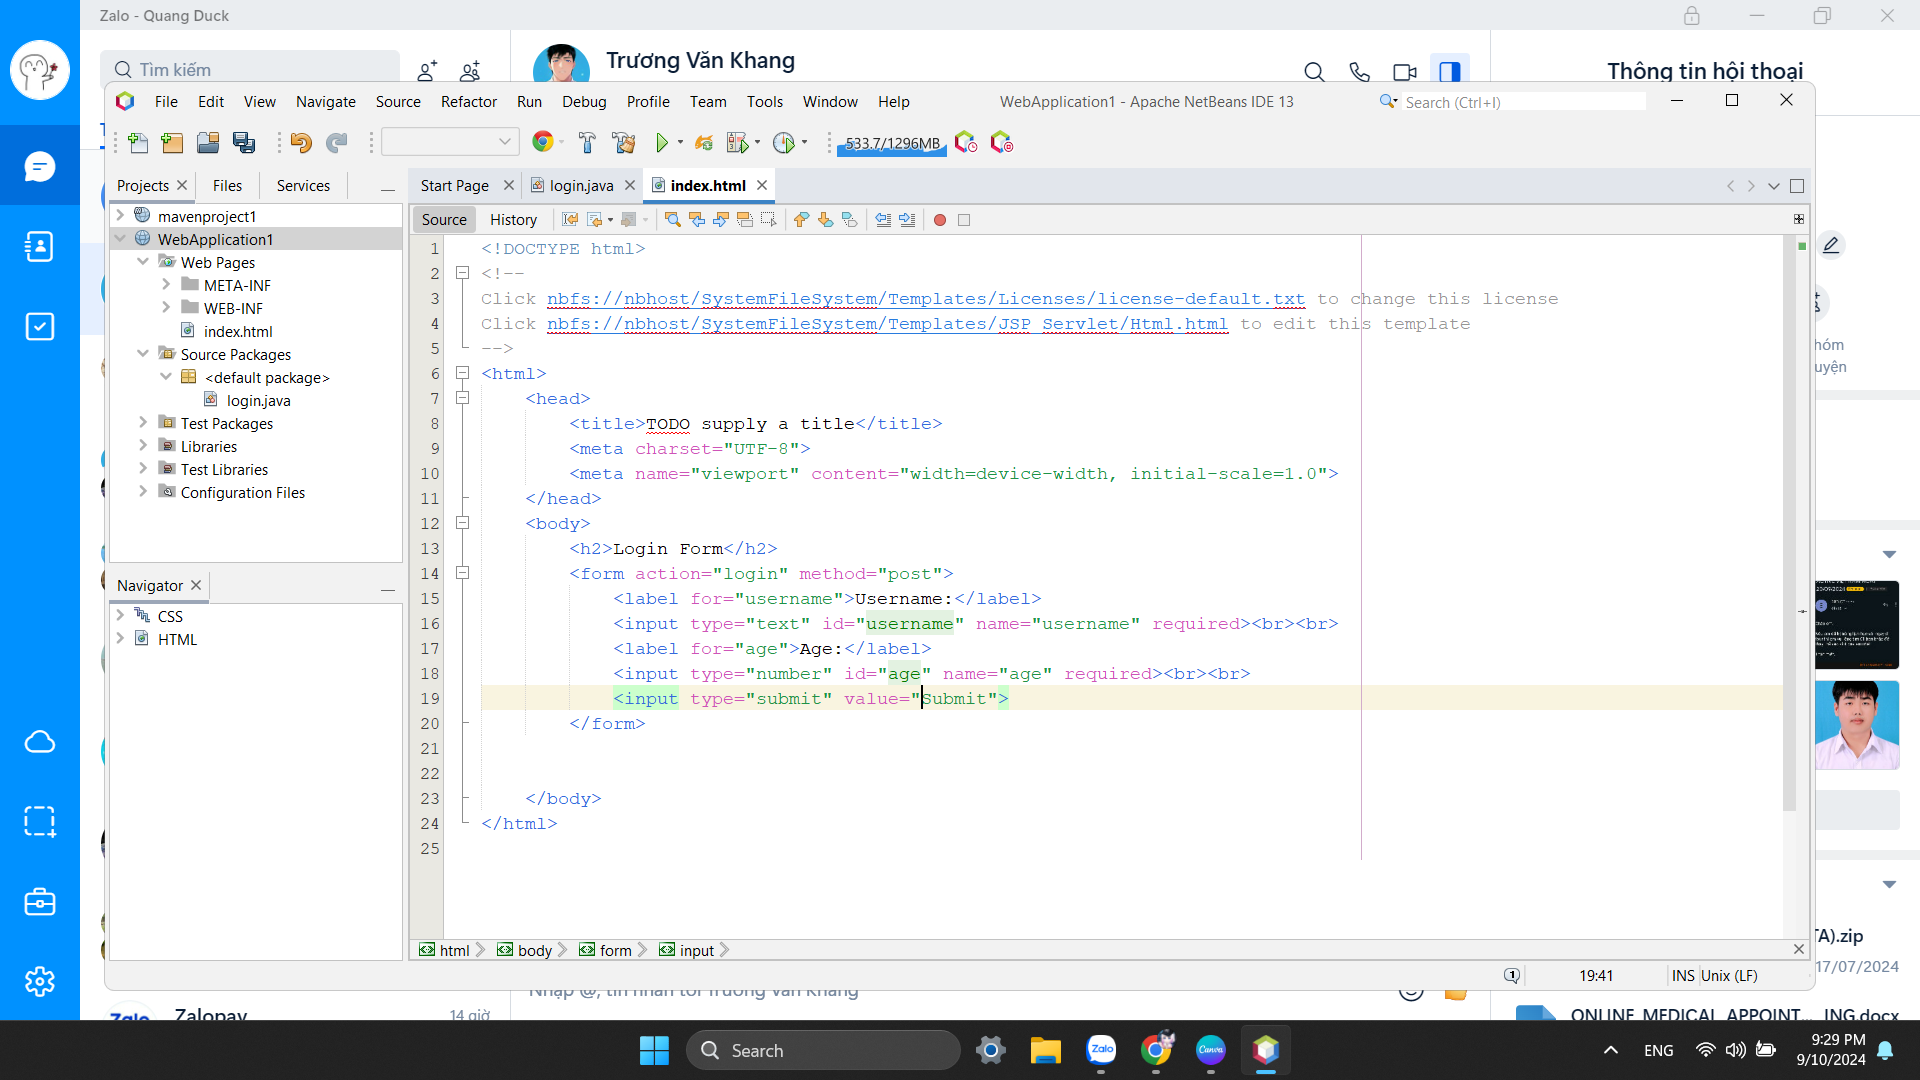 Zalo - Quang Duck
Tìm kiếm
Trương Văn Khang
Thông tin hội thoại
File Edit View Navigate Source Refactor Run Debug Profile Team Tools Window Help
WebApplication1 - Apache NetBeans IDE 13
Search (Ctrl+I)
533.7/1296MB
Projects Files Services
Start Page login.java index.html
mavenproject1
WebApplication1
Web Pages
META-INF
WEB-INF
index.html
Source Packages
<default package>
login.java
Test Packages
Libraries
Test Libraries
Configuration Files
Navigator
CSS
HTML
Source History
1 <!DOCTYPE html>
2 <!--
3 Click nbfs://nbhost/SystemFileSystem/Templates/Licenses/license-default.txt to change this license
4 Click nbfs://nbhost/SystemFileSystem/Templates/JSP_Servlet/Html.html to edit this template
5 -->
6 <html>
7 <head>
8 <title>TODO supply a title</title>
9 <meta charset="UTF-8">
10 <meta name="viewport" content="width=device-width, initial-scale=1.0">
11 </head>
12 <body>
13 <h2>Login Form</h2>
14 <form action="login" method="post">
15 <label for="username">Username:</label>
16 <input type="text" id="username" name="username" required><br><br>
17 <label for="age">Age:</label>
18 <input type="number" id="age" name="age" required><br><br>
19 <input type="submit" value="Submit">
20 </form>
21
22
23 </body>
24 </html>
25
html body form input
19:41 INS Unix (LF)
hóm
uyện
TA).zip
17/07/2024
ONLINE_MEDICAL_APPOINT... ING.docx
Nhập @, tin nhắn tới Trương Văn Khang
Zalo
Zalopay
14 giờ
Search
Zalo
Canva
ENG
9:29 PM
9/10/2024